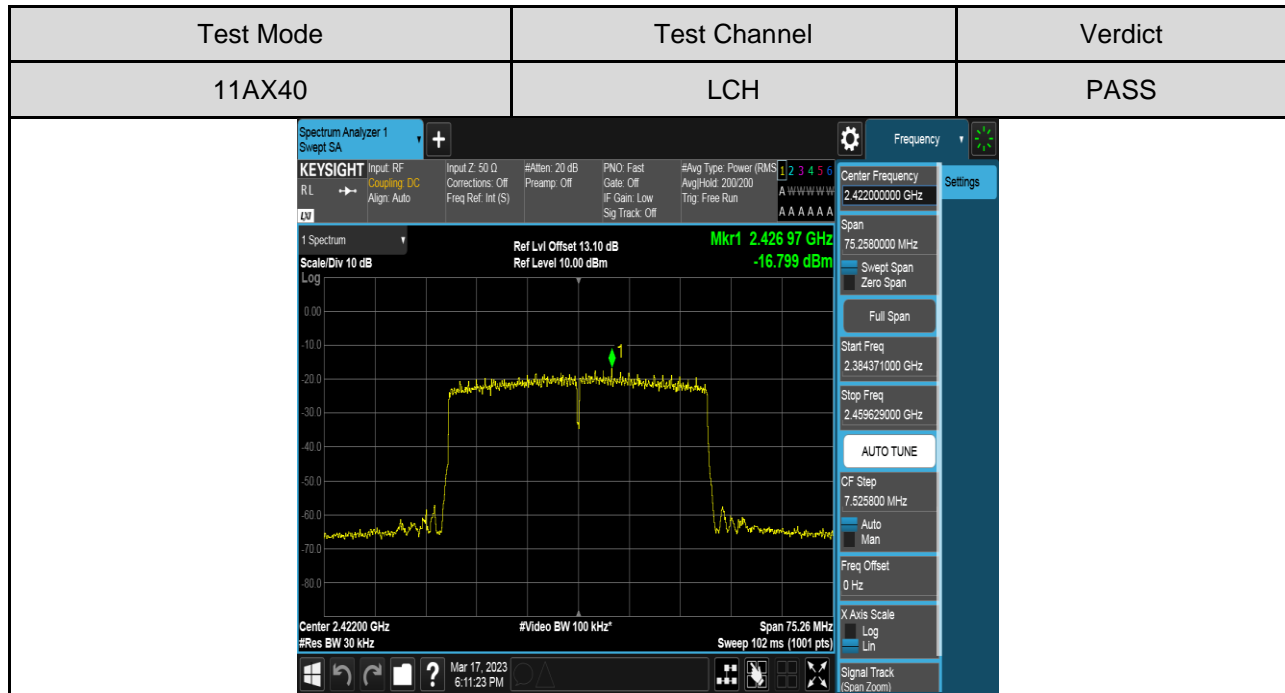 Test Mode Test Channel Verdict
11AX40 LCH PASS
Spectrum Analyzer 1
Swept SA
+
Frequency
KEYSIGHT Input: RF Input Z: 50 Ω #Atten: 20 dB PNO: Fast #Avg Type: Power (RMS 1 2 3 4 5 6
RL Coupling: DC Corrections: Off Preamp: Off Gate: Off Avg|Hold: 200/200 A W W W W W
Align: Auto Freq Ref: Int (S) IF Gain: Low Trig: Free Run
LXI Sig Track: Off A A A A A A
1 Spectrum Ref Lvl Offset 13.10 dB Mkr1 2.426 97 GHz
Scale/Div 10 dB Ref Level 10.00 dBm -16.799 dBm
Log
0.00
-10.0
1
-20.0
-30.0
-40.0
-50.0
-60.0
-70.0
-80.0
Center 2.42200 GHz #Video BW 100 kHz* Span 75.26 MHz
#Res BW 30 kHz Sweep 102 ms (1001 pts)
? Mar 17, 2023
6:11:23 PM
Center Frequency
2.422000000 GHz
Settings
Span
75.2580000 MHz
Swept Span
Zero Span
Full Span
Start Freq
2.384371000 GHz
Stop Freq
2.459629000 GHz
AUTO TUNE
CF Step
7.525800 MHz
Auto
Man
Freq Offset
0 Hz
X Axis Scale
Log
Lin
Signal Track
(Span Zoom)